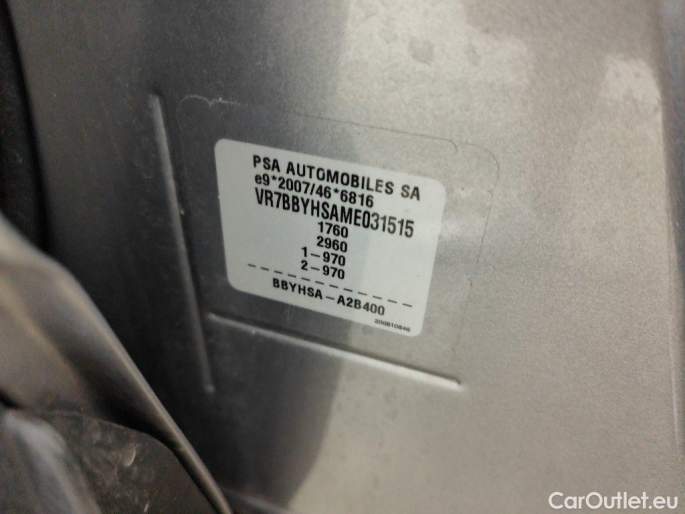 PSA AUTOMOBILES SA
e9*2007/46*6816
VR7BBYHSAME031515
1760
2960
1-970
2-970
BBYHSA-A2B400
CarOutlet.eu